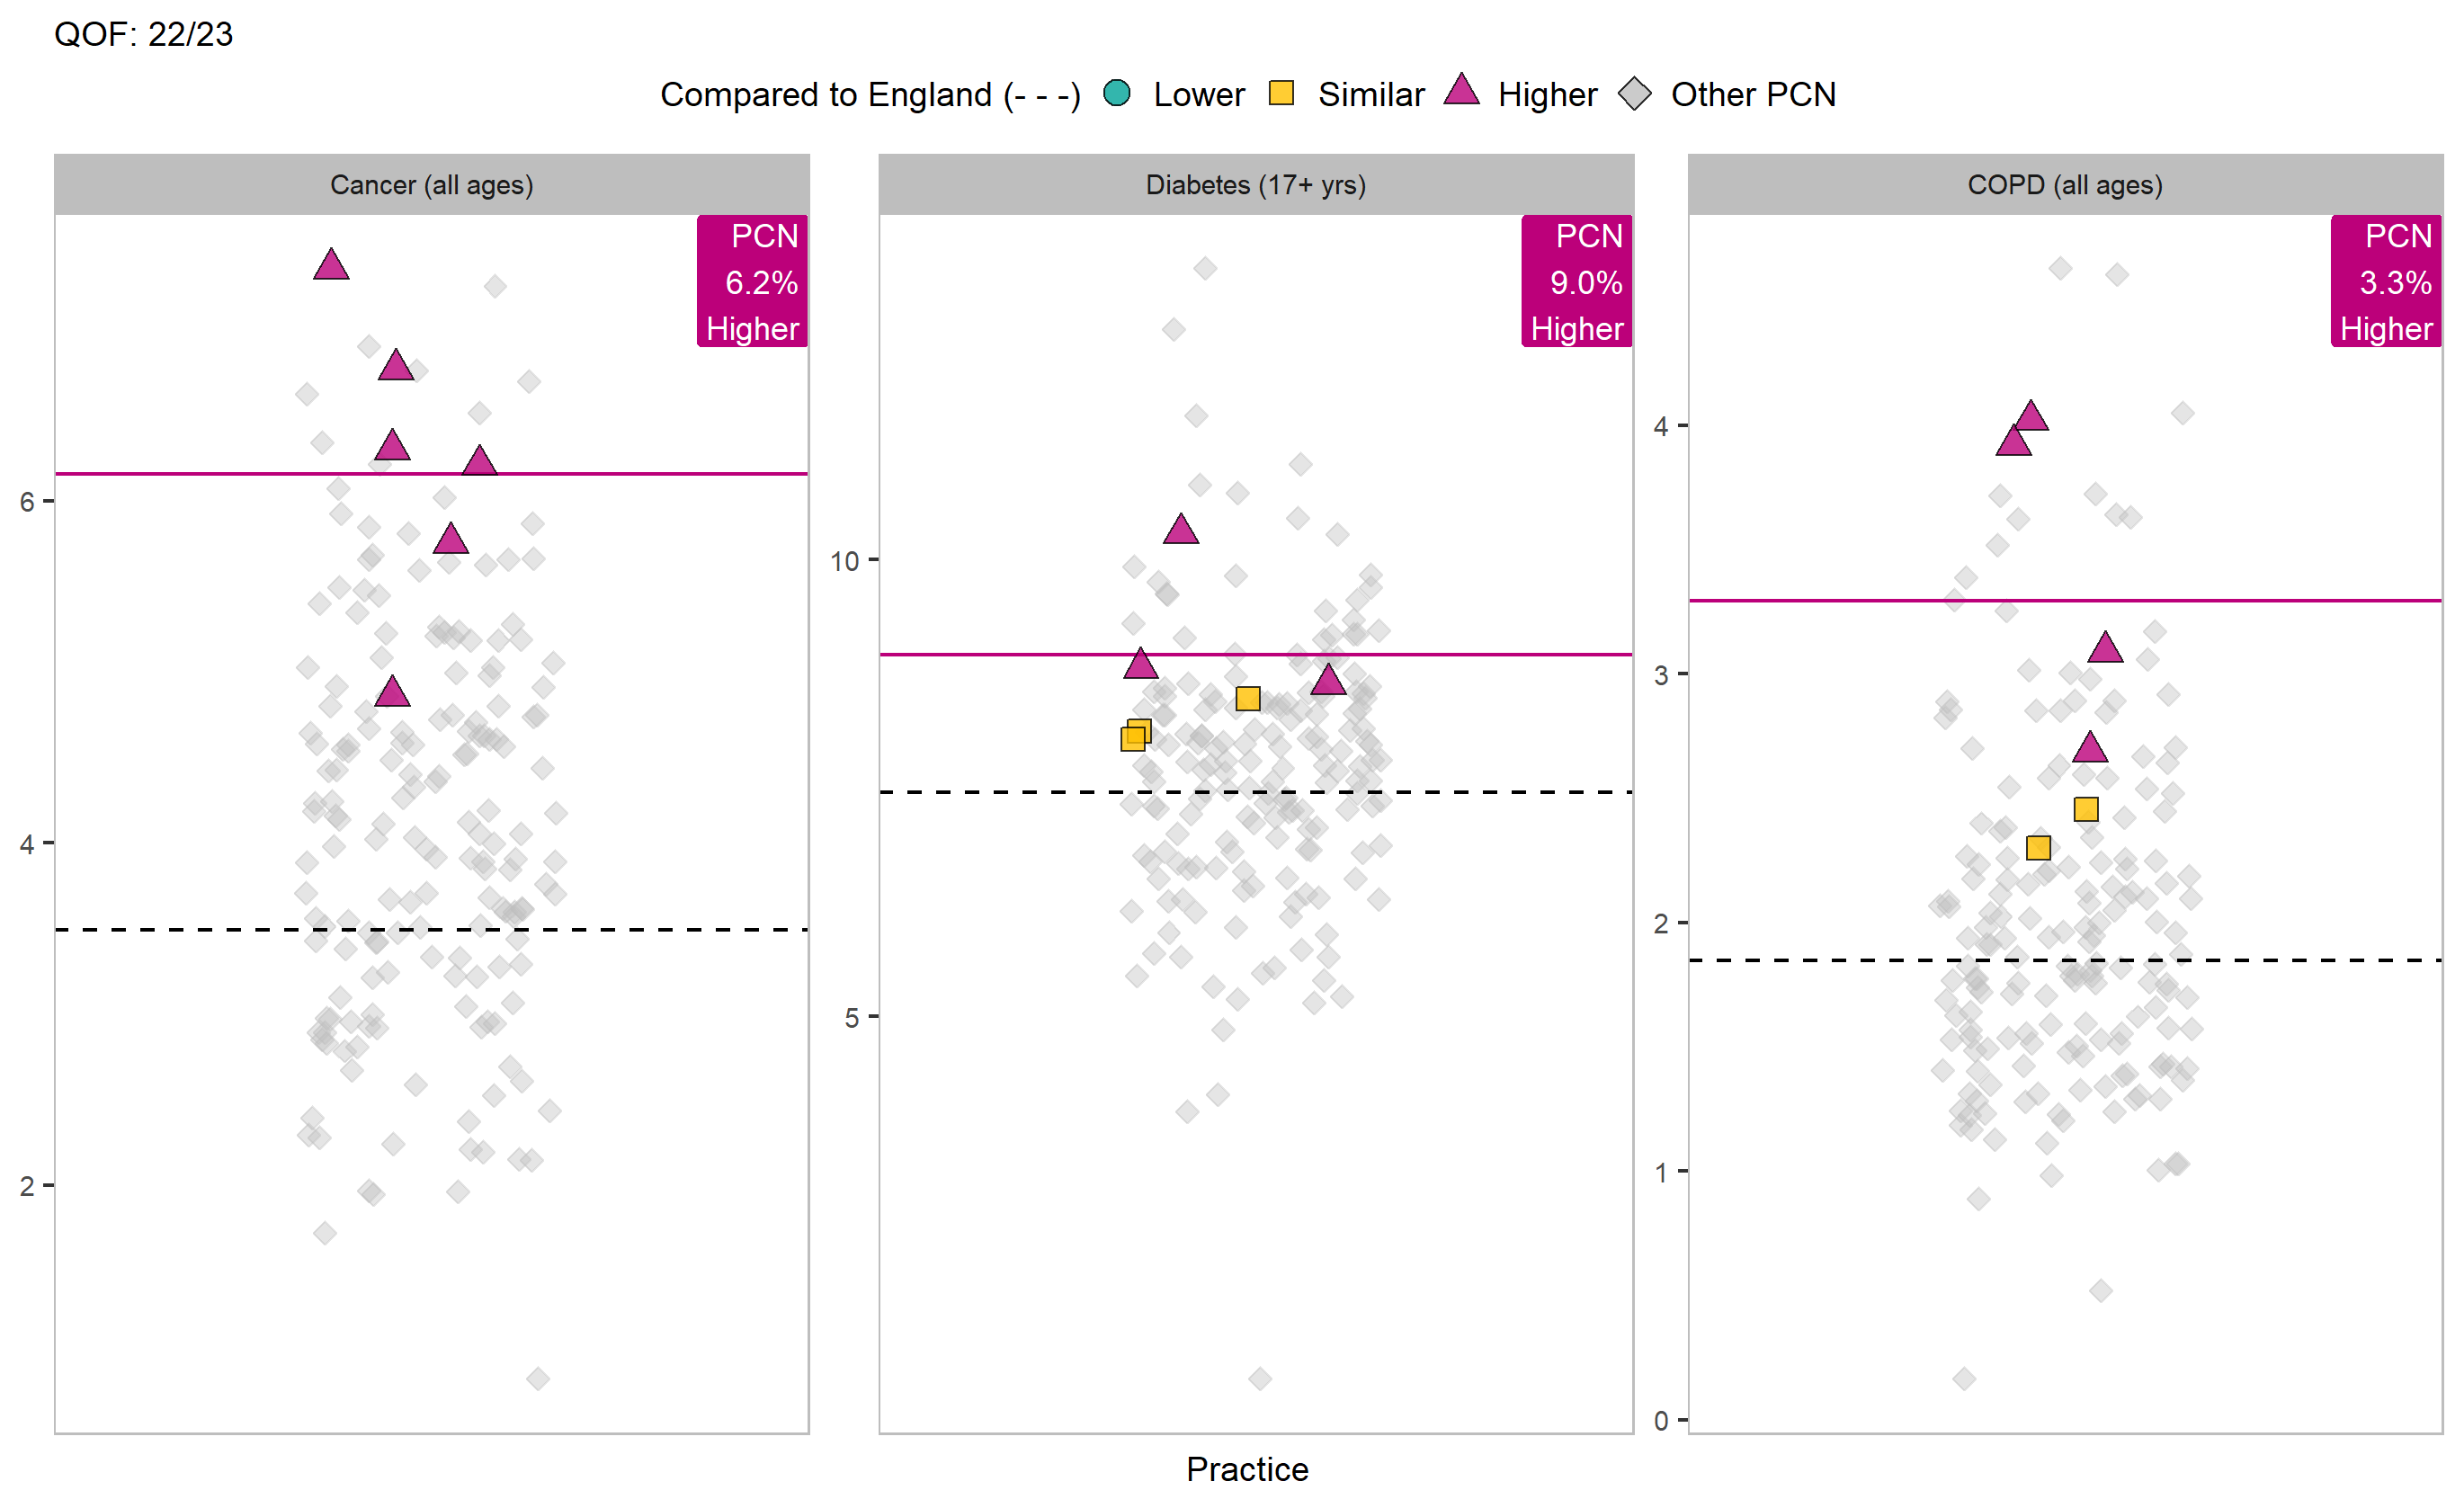 QOF: 22/23
Compared to England (- - -) Lower Similar Higher Other PCN
Cancer (all ages)
PCN
6.2%
Higher
6
4
2
Diabetes (17+ yrs)
PCN
9.0%
Higher
10
5
COPD (all ages)
PCN
3.3%
Higher
4
3
2
1
0
Practice